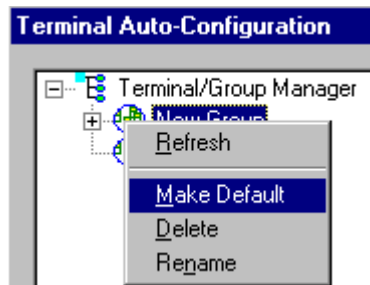 Terminal Auto-Configuration
Terminal/Group Manager
New Group
Refresh
Make Default
Delete
Rename